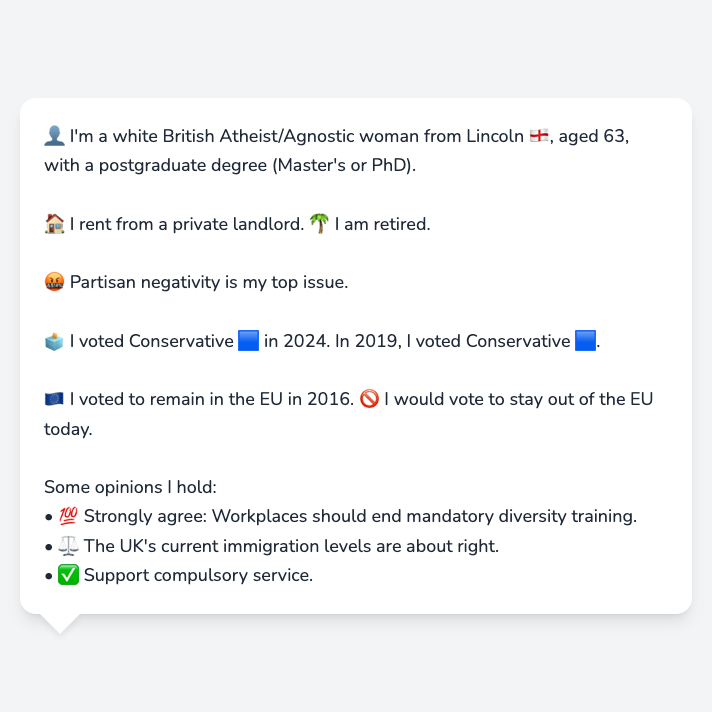 👤 I'm a white British Atheist/Agnostic woman from Lincoln 🏴󠁧󠁢󠁥󠁮󠁧󠁿, aged 63,
with a postgraduate degree (Master's or PhD).
🏠 I rent from a private landlord. 🌴 I am retired.
🤬 Partisan negativity is my top issue.
🗳️ I voted Conservative 🟦 in 2024. In 2019, I voted Conservative 🟦.
🇪🇺 I voted to remain in the EU in 2016. 🚫 I would vote to stay out of the EU
today.
Some opinions I hold:
• 💯 Strongly agree: Workplaces should end mandatory diversity training.
• ⚖️ The UK's current immigration levels are about right.
• ✅ Support compulsory service.